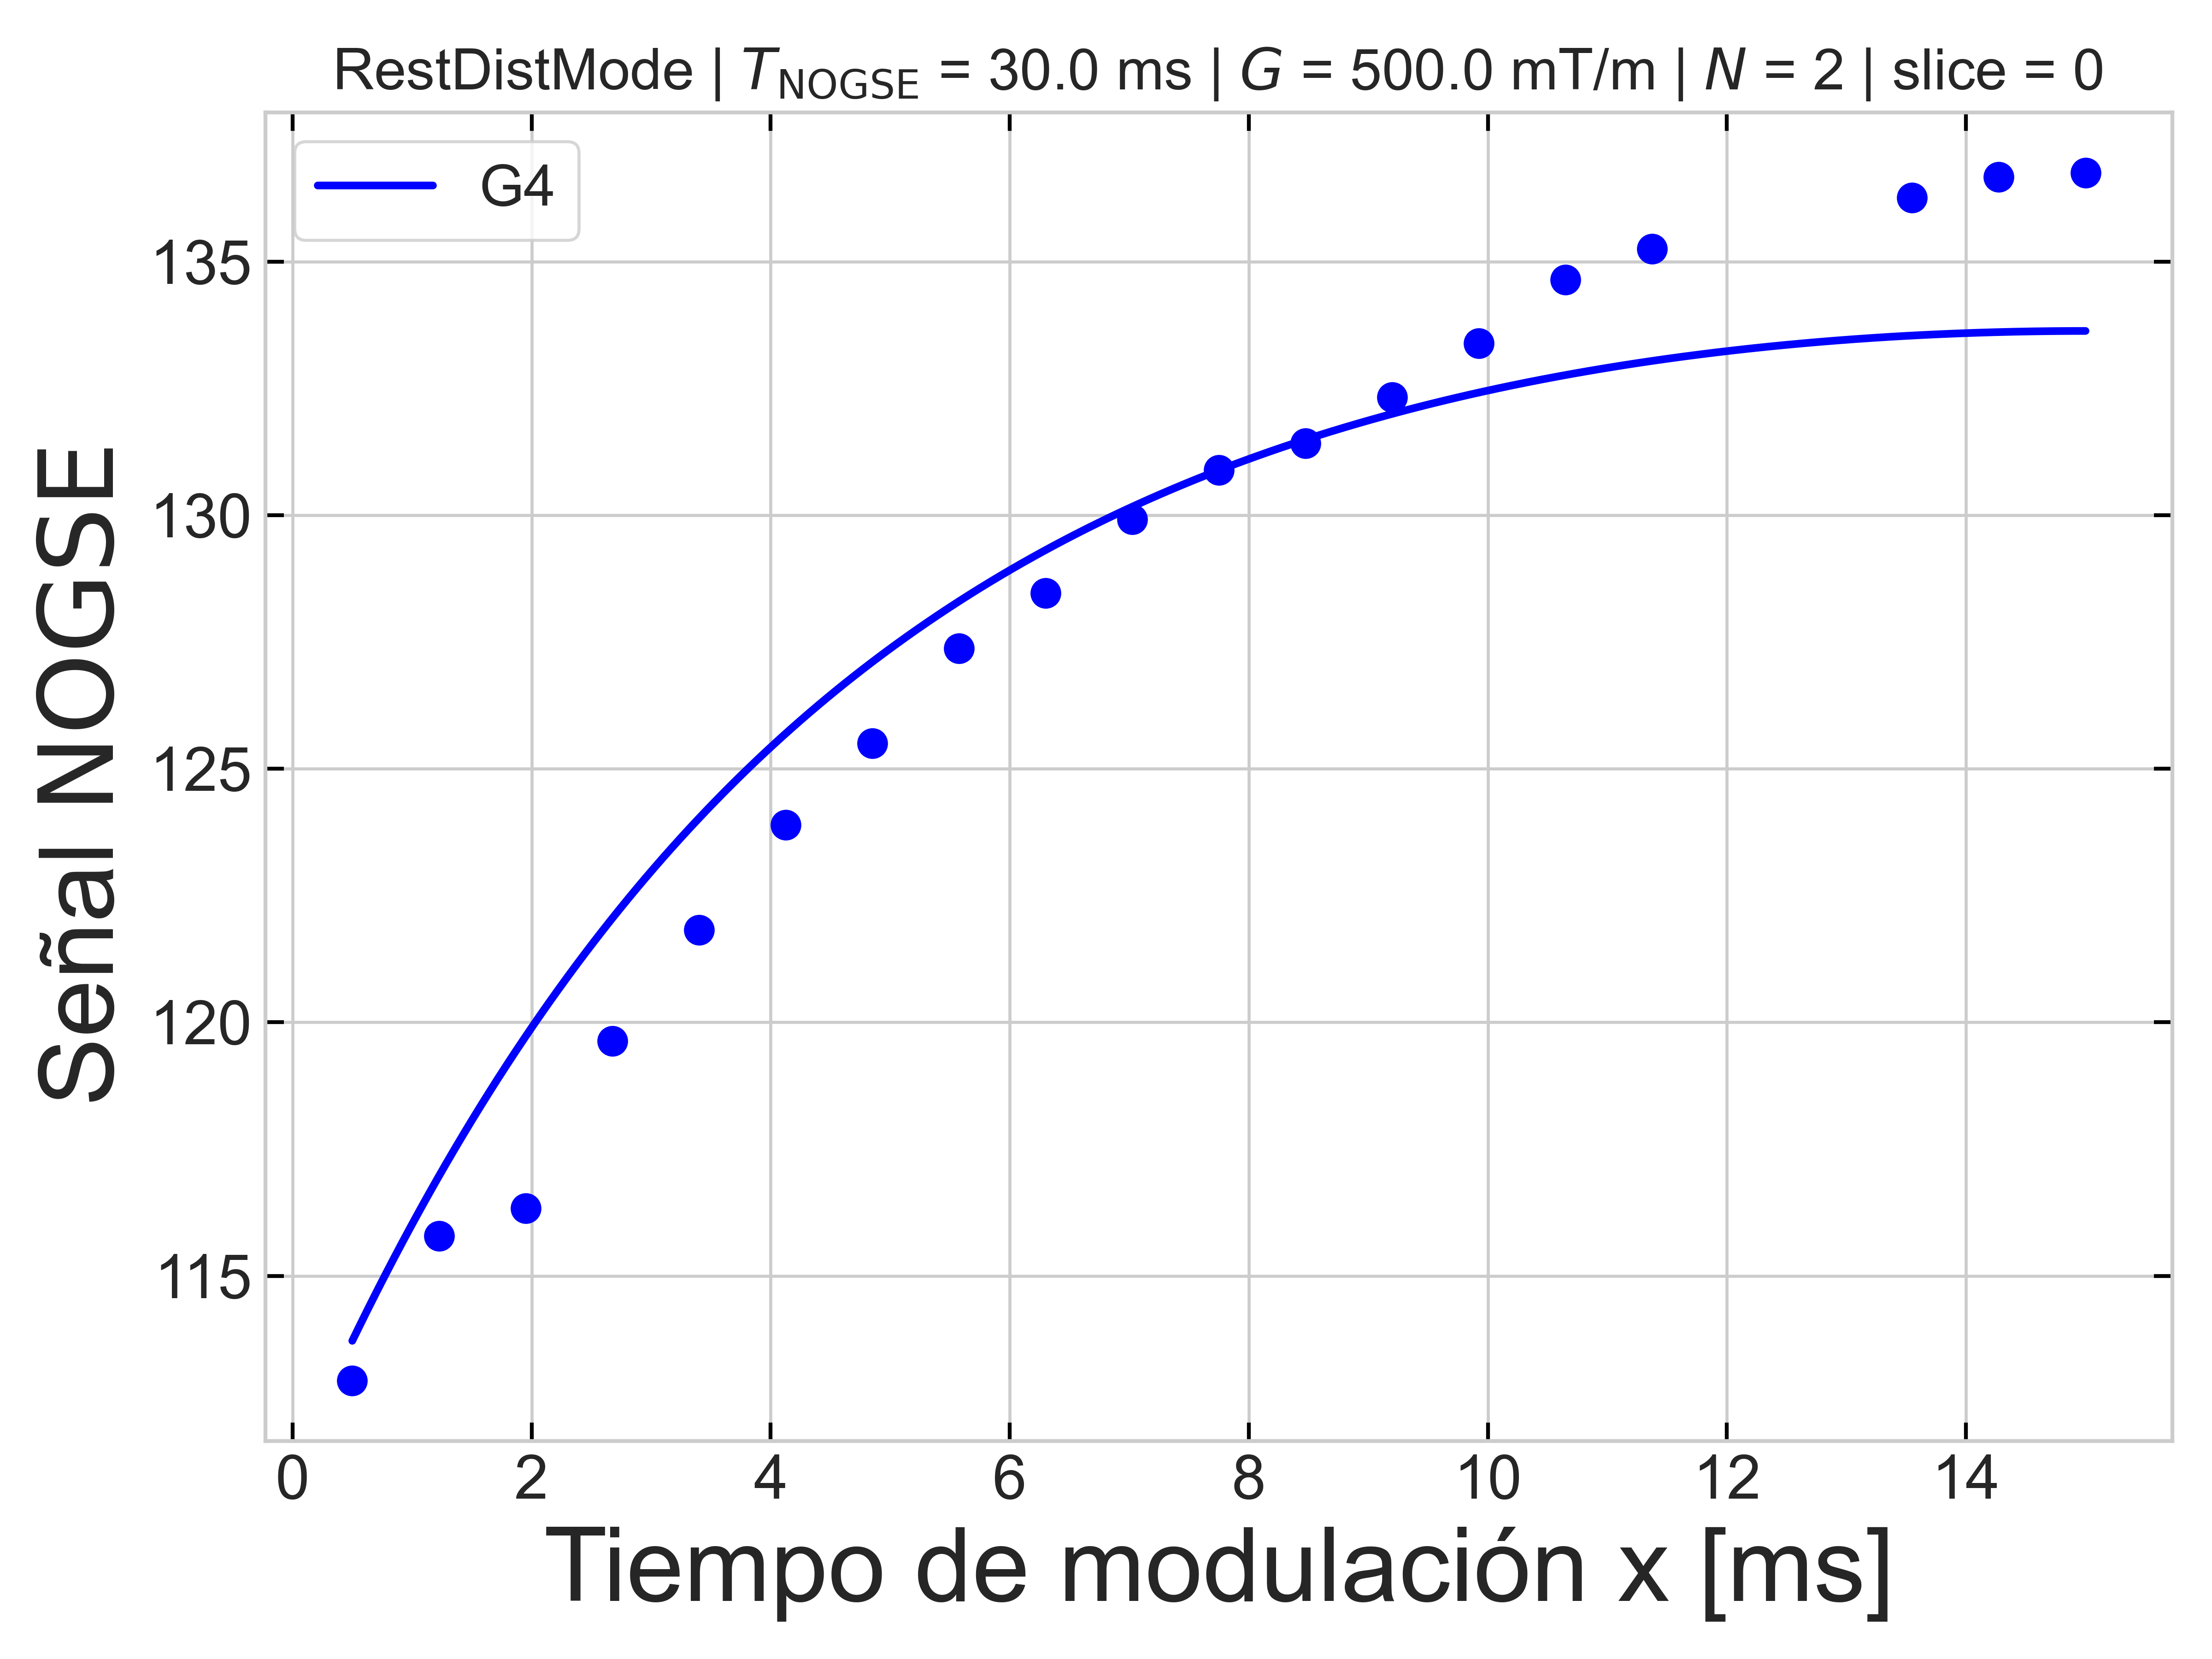 RestDistMode | T_NOGSE = 30.0 ms | G = 500.0 mT/m | N = 2 | slice = 0
G4
135
130
125
120
115
Señal NOGSE
0 2 4 6 8 10 12 14
Tiempo de modulación x [ms]